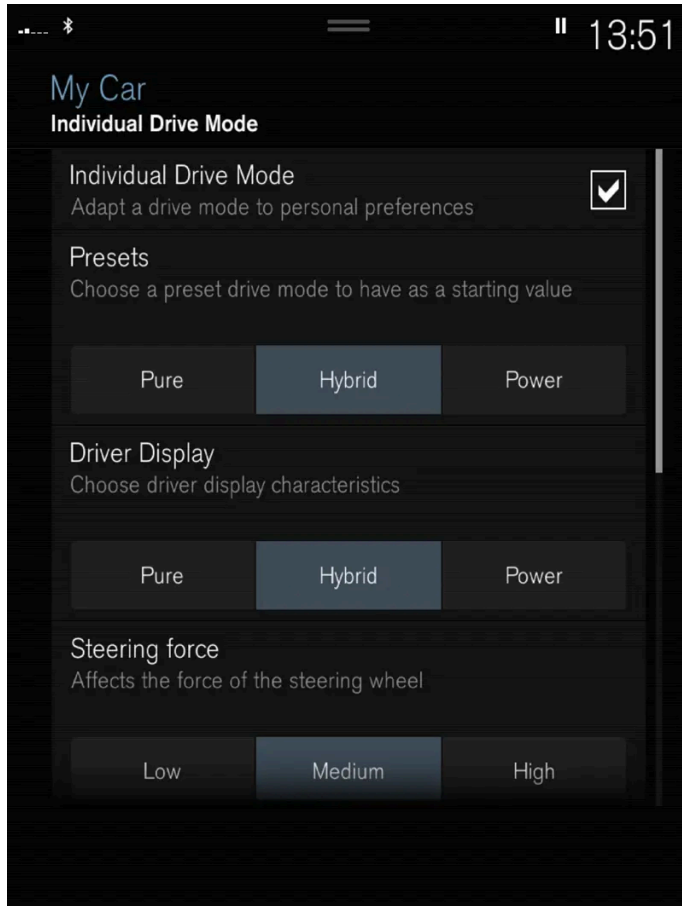 13:51
My Car
Individual Drive Mode
Individual Drive Mode
Adapt a drive mode to personal preferences
Presets
Choose a preset drive mode to have as a starting value
Pure Hybrid Power
Driver Display
Choose driver display characteristics
Pure Hybrid Power
Steering force
Affects the force of the steering wheel
Low Medium High